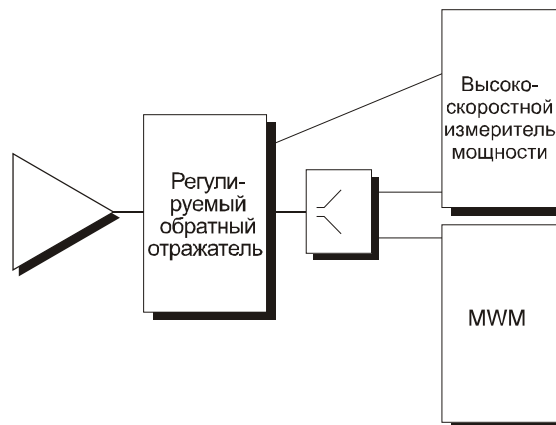 Высоко-
скоростной
измеритель
мощности
Регули-
руемый
обратный
отражатель
MWM